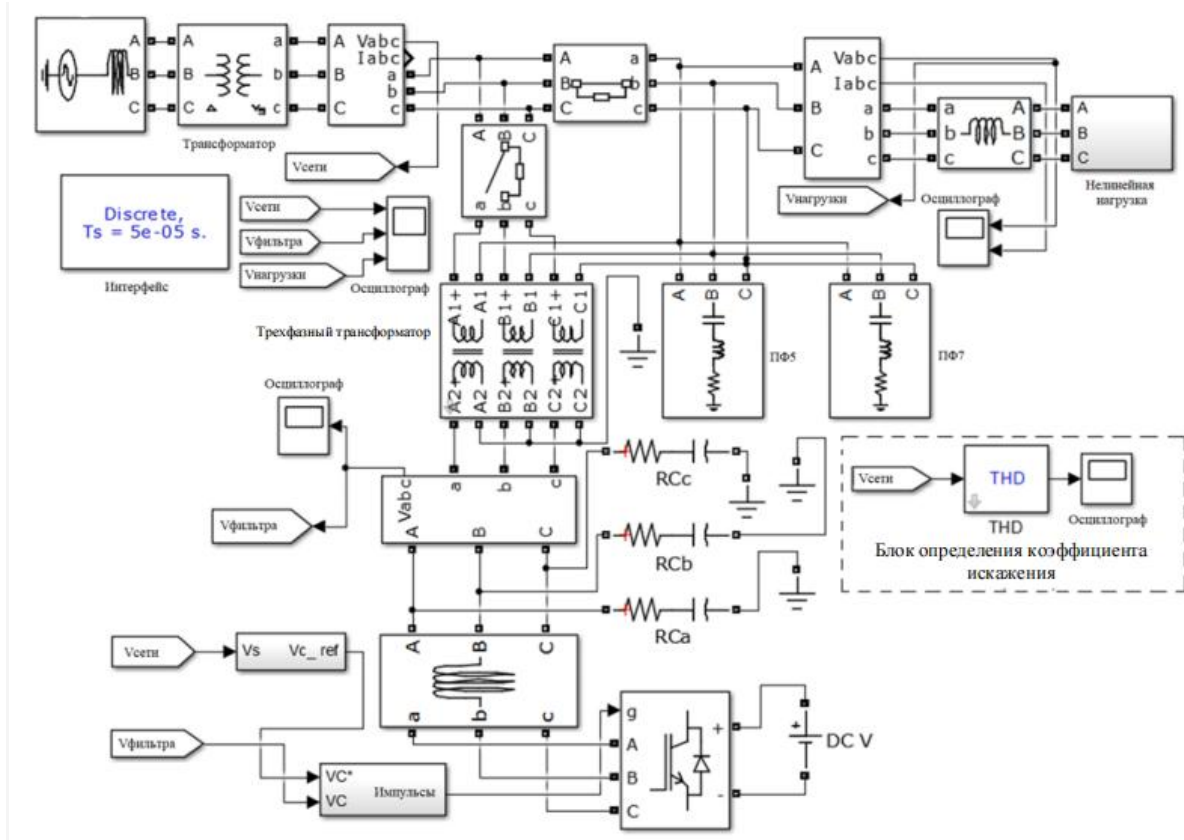 A A a A Vabc
Iabc
B B b B a
b
C C c C c
Трансформатор
A a
B b
C c
A Vabc
Iabc
B a a A A
b b B B
C c c C C
Нелинейная
нагрузка
Vсети
A B C
a b c
Vнагрузки
Осциллограф
Discrete,
Ts = 5e-05 s.
Интерфейс
Vсети
Vфильтра
Vнагрузки
Осциллограф
Трехфазный трансформатор
A1+ A1 B1+ B1 C1+ C1
A2+ A2 B2+ B2 C2+ C2
A B C
ПФ5
A B C
ПФ7
Осциллограф
Vabc a b c
A B C
Vфильтра
RCc
RCb
RCa
Vсети
THD
THD
Осциллограф
Блок определения коэффициента
искажения
A B C
a b c
Vсети
Vs Vc_ref
Vфильтра
VC*
VC
Импульсы
g
A
B
C
+
-
+
DC V